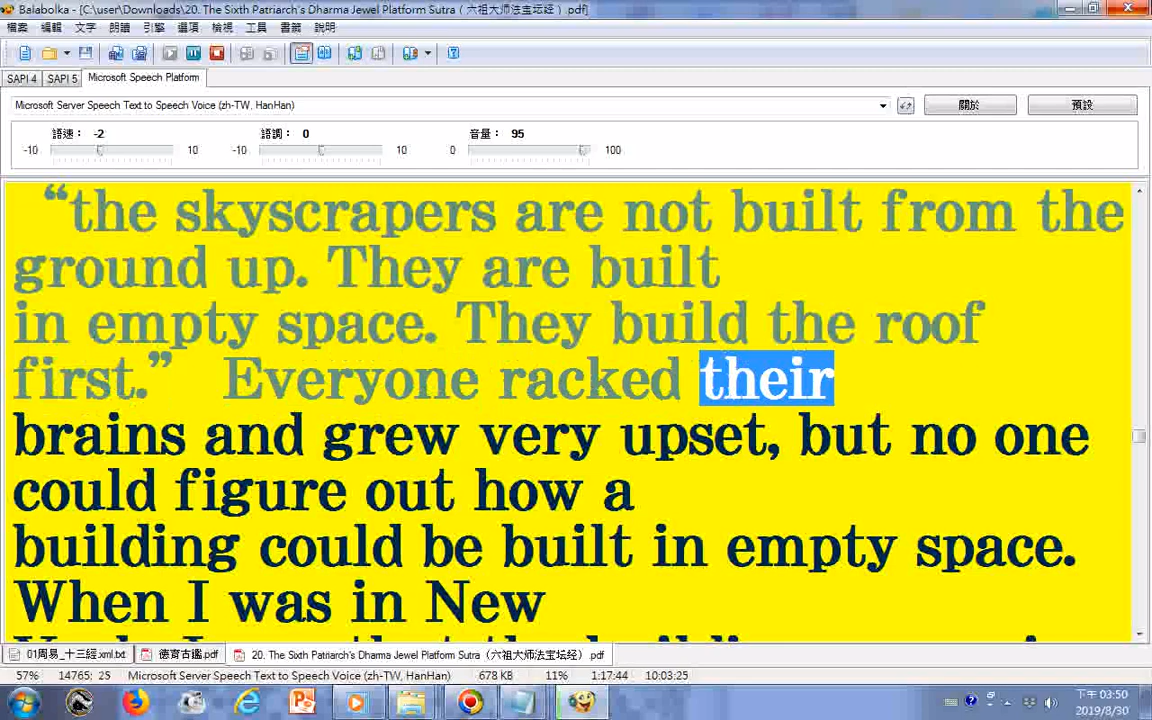 Balabolka - [C:\user\Downloads\20. The Sixth Patriarch's Dharma Jewel Platform Sutra（六祖大师法宝坛经）.pdf]
檔案 編輯 文字 朗讀 引擎 選項 檢視 工具 書籤 說明
SAPI 4 SAPI 5 Microsoft Speech Platform
Microsoft Server Speech Text to Speech Voice (zh-TW, HanHan) 關於 預設
語速： -2 語調： 0 音量： 95
-10 10 -10 10 0 100
“the skyscrapers are not built from the
ground up. They are built
in empty space. They build the roof
first.” Everyone racked their
brains and grew very upset, but no one
could figure out how a
building could be built in empty space.
When I was in New
01周易_十三經.xml.txt 德育古鑑.pdf 20. The Sixth Patriarch's Dharma Jewel Platform Sutra（六祖大师法宝坛经）.pdf
57% 14765: 25 Microsoft Server Speech Text to Speech Voice (zh-TW, HanHan) 678 KB 11% 1:17:44 10:03:25
下午 03:50
2019/8/30